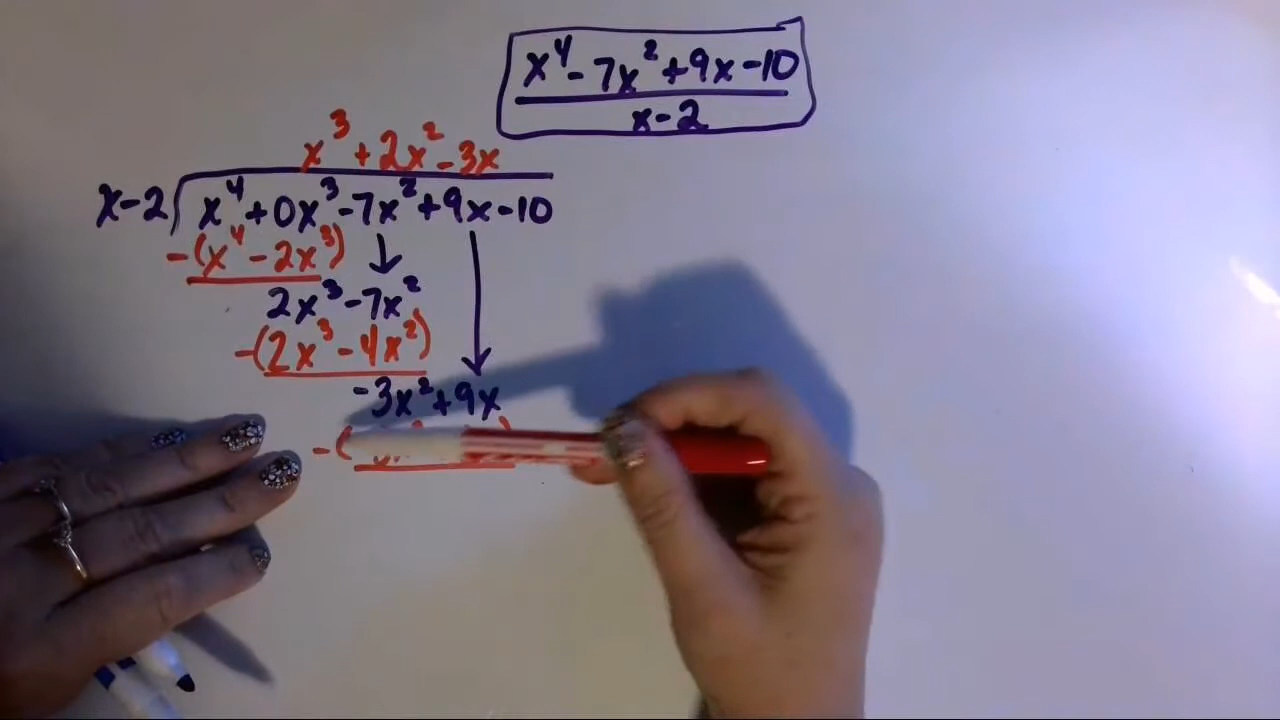 x⁴ - 7x² + 9x - 10
x - 2
x³ + 2x² - 3x
x - 2 x⁴ + 0x³ - 7x² + 9x - 10
-(x⁴ - 2x³)
2x³ - 7x²
-(2x³ - 4x²)
-3x² + 9x
-(